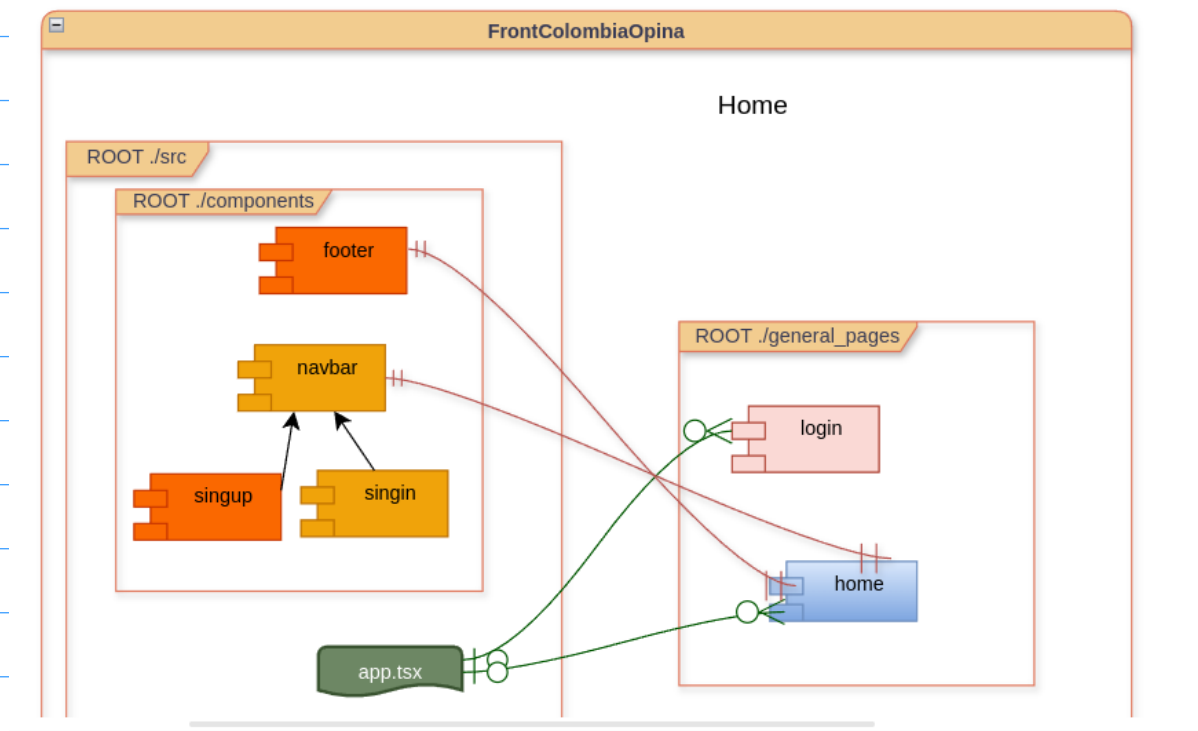 FrontColombiaOpina
Home
ROOT ./src
ROOT ./components
footer
navbar
singup
singin
app.tsx
ROOT ./general_pages
login
home